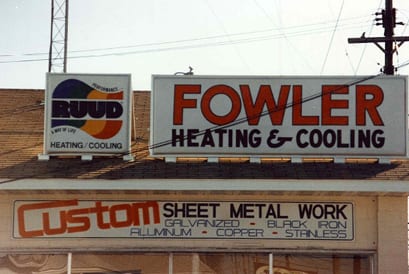 PERFORMANCE
RUUD
A WAY OF LIFE
HEATING/COOLING
FOWLER
HEATING & COOLING
Custom SHEET METAL WORK
GALVANIZED - BLACK IRON
ALUMINUM - COPPER - STAINLESS